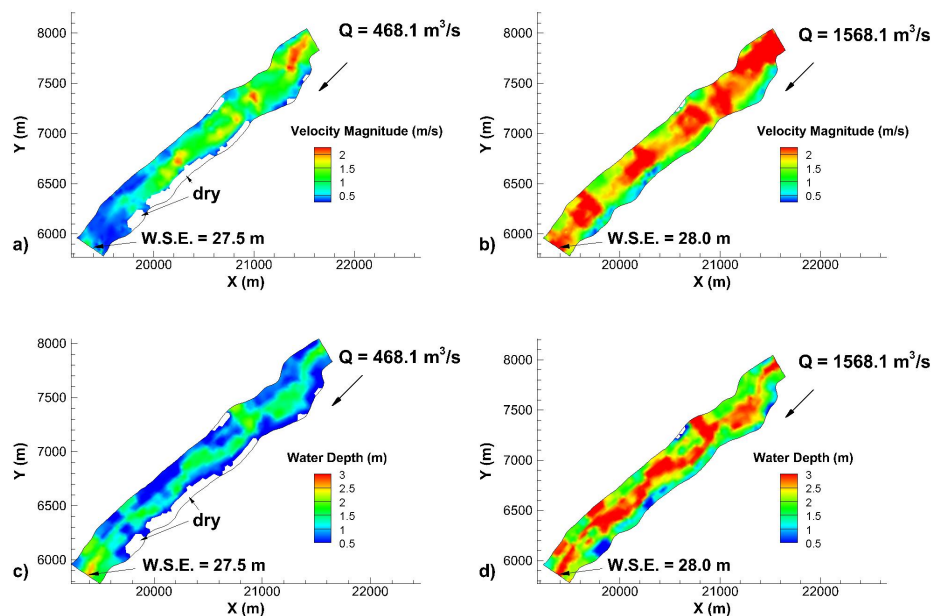 a)
Q = 468.1 m³/s
8000
7500
7000
6500
6000
Y (m)
Velocity Magnitude (m/s)
2
1.5
1
0.5
dry
W.S.E. = 27.5 m
20000
21000
22000
X (m)
b)
Q = 1568.1 m³/s
8000
7500
7000
6500
6000
Y (m)
Velocity Magnitude (m/s)
2
1.5
1
0.5
W.S.E. = 28.0 m
20000
21000
22000
X (m)
c)
Q = 468.1 m³/s
8000
7500
7000
6500
6000
Y (m)
Water Depth (m)
3
2.5
2
1.5
1
0.5
dry
W.S.E. = 27.5 m
20000
21000
22000
X (m)
d)
Q = 1568.1 m³/s
8000
7500
7000
6500
6000
Y (m)
Water Depth (m)
3
2.5
2
1.5
1
0.5
W.S.E. = 28.0 m
20000
21000
22000
X (m)